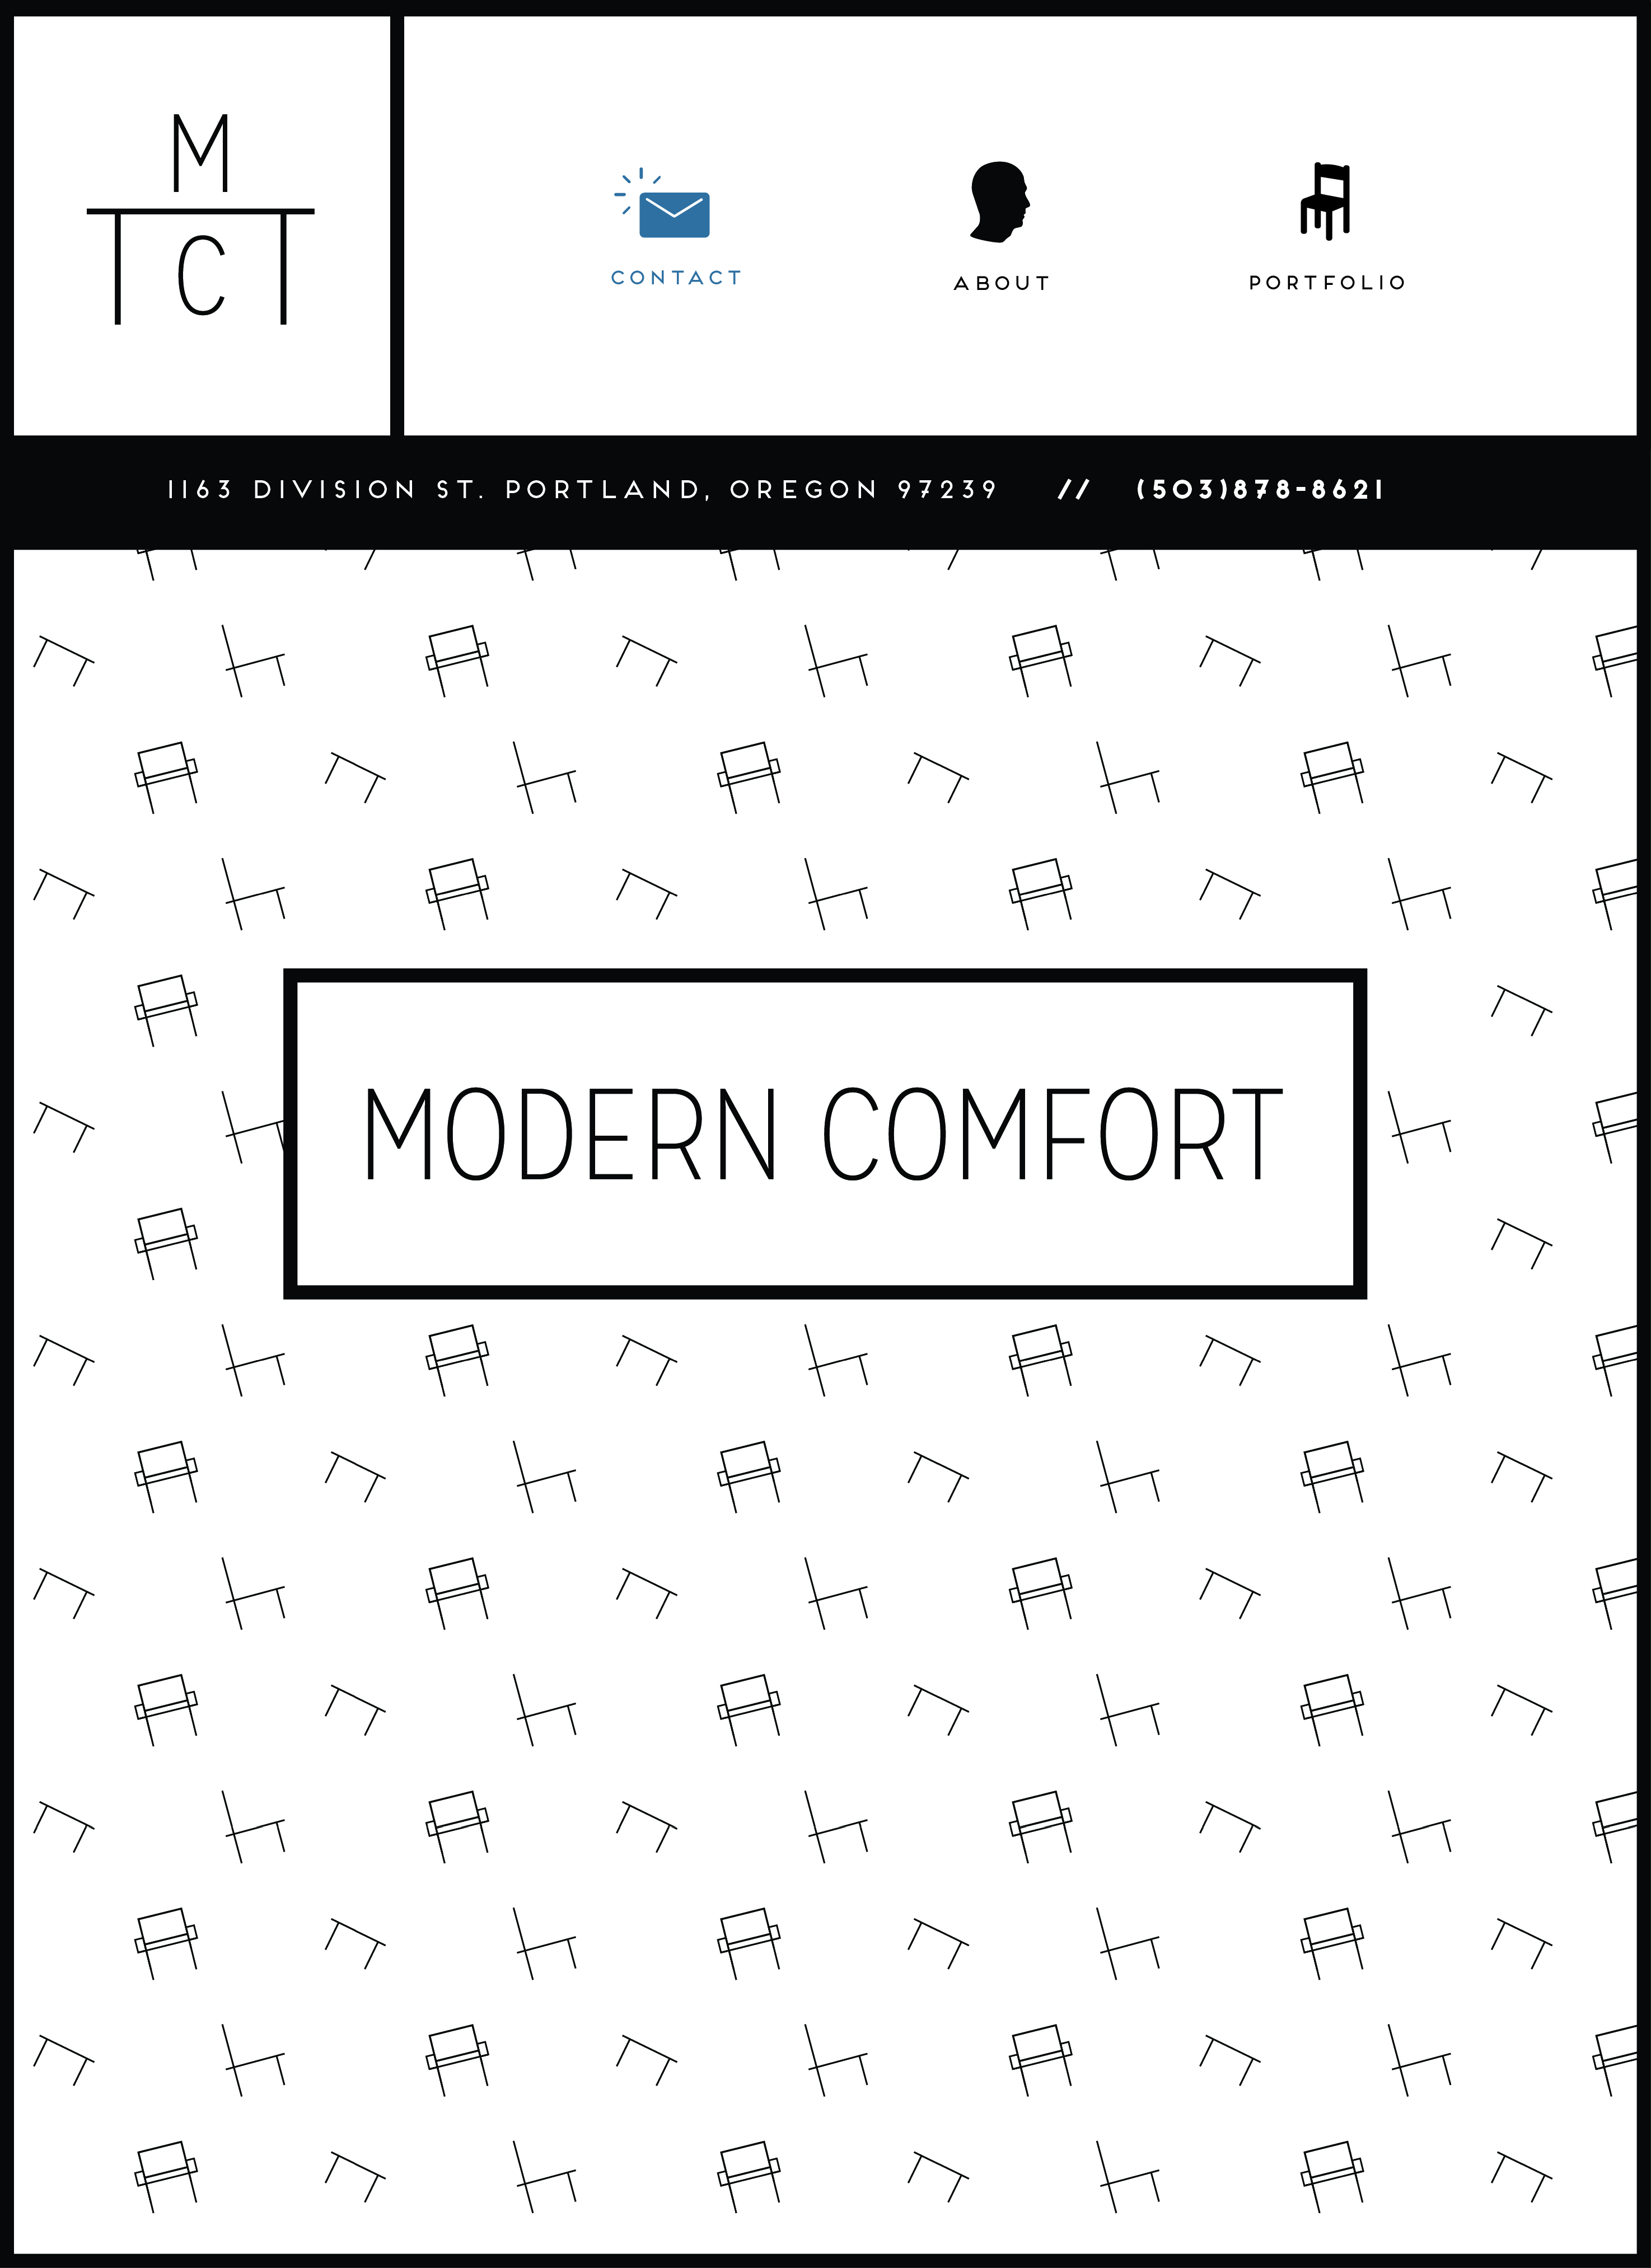 M
C
CONTACT
ABOUT
PORTFOLIO
1163 DIVISION ST. PORTLAND, OREGON 97239 // (503)878-8621
MODERN COMFORT